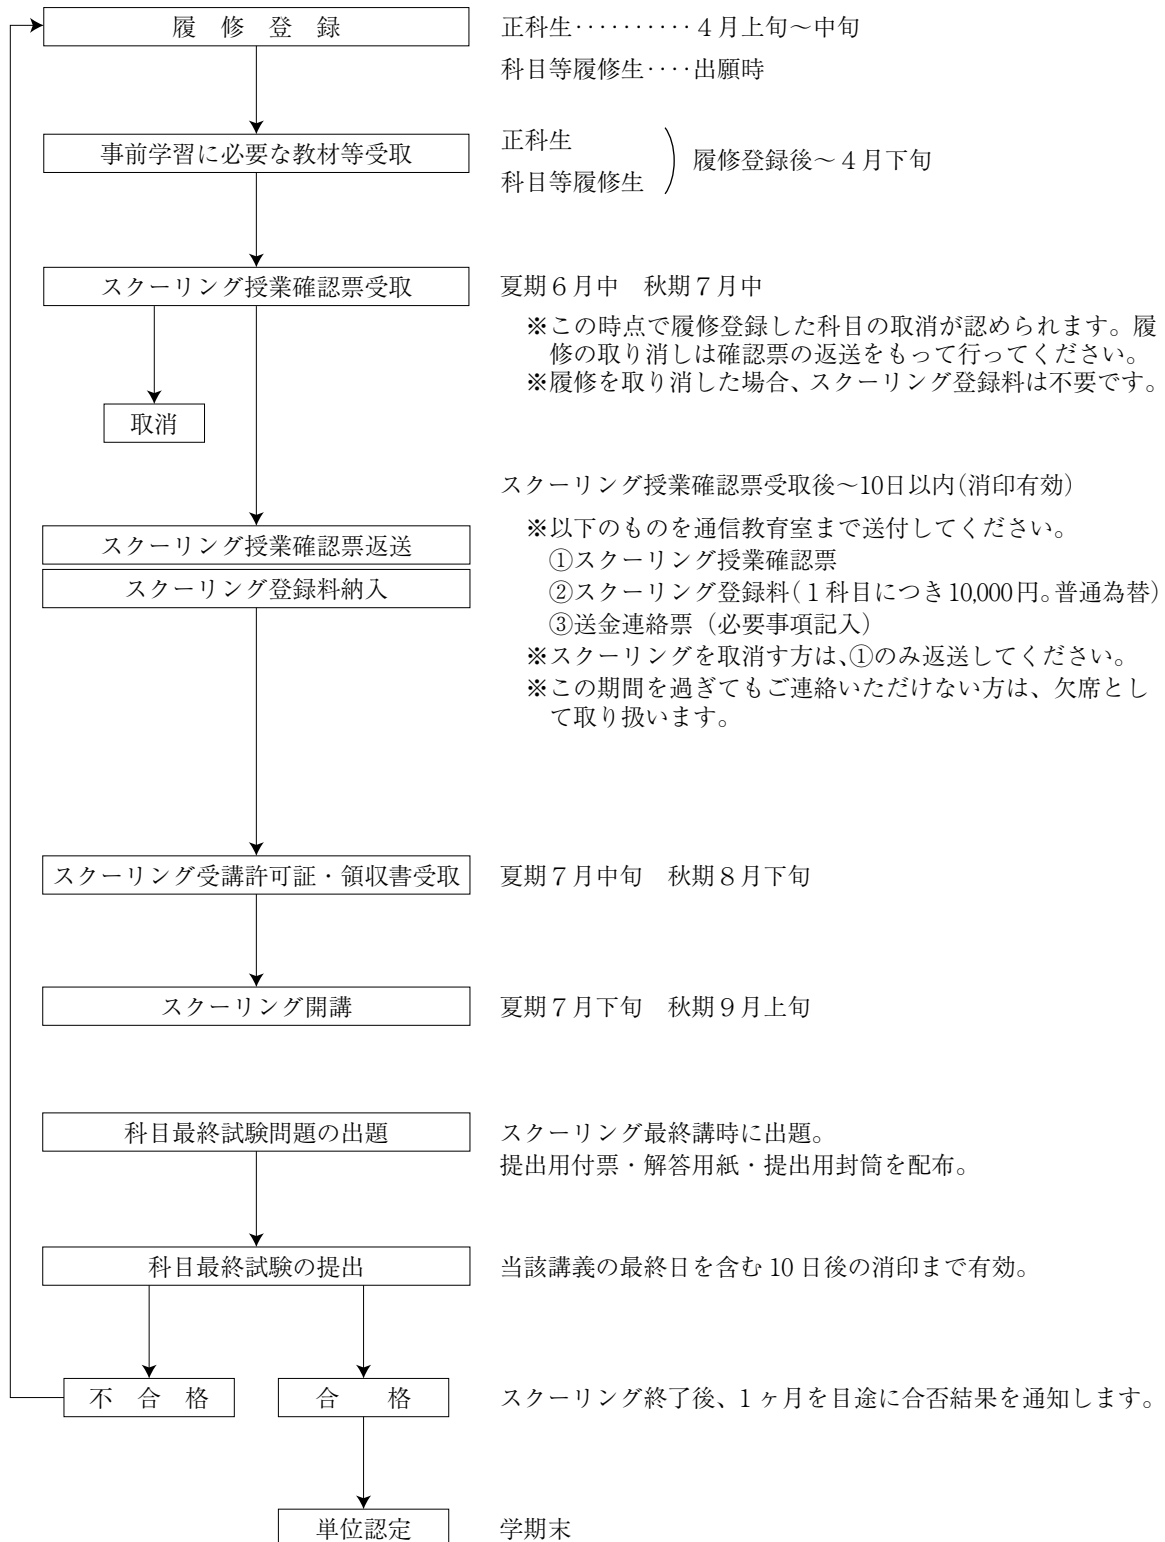 履修登録
正科生‥‥‥‥‥4月上旬～中旬
科目等履修生‥‥出願時
事前学習に必要な教材等受取
正科生
科目等履修生
履修登録後～4月下旬
スクーリング授業確認票受取
夏期6月中 秋期7月中
※この時点で履修登録した科目の取消が認められます。履
修の取り消しは確認票の返送をもって行ってください。
※履修を取り消した場合、スクーリング登録料は不要です。
取消
スクーリング授業確認票受取後～10日以内(消印有効)
スクーリング授業確認票返送
スクーリング登録料納入
※以下のものを通信教育室まで送付してください。
①スクーリング授業確認票
②スクーリング登録料(1科目につき10,000円。普通為替)
③送金連絡票(必要事項記入)
※スクーリングを取消す方は、①のみ返送してください。
※この期間を過ぎてもご連絡いただけない方は、欠席とし
て取り扱います。
スクーリング受講許可証・領収書受取
夏期7月中旬 秋期8月下旬
スクーリング開講
夏期7月下旬 秋期9月上旬
科目最終試験問題の出題
スクーリング最終講時に出題。
提出用付票・解答用紙・提出用封筒を配布。
科目最終試験の提出
当該講義の最終日を含む10日後の消印まで有効。
不合格
合格
スクーリング終了後、1ヶ月を目途に合否結果を通知します。
単位認定
学期末